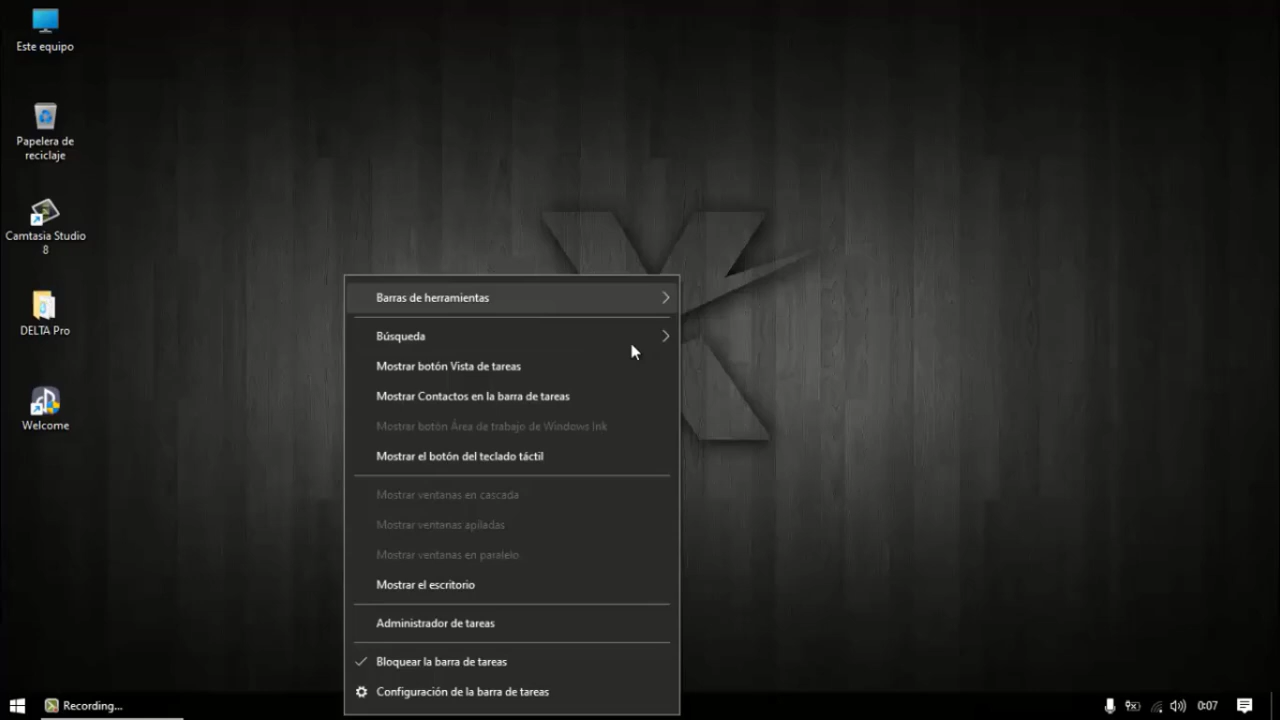 Este equipo
Papelera de
reciclaje
Camtasia Studio
8
DELTA Pro
Welcome
Barras de herramientas
Búsqueda
Mostrar botón Vista de tareas
Mostrar Contactos en la barra de tareas
Mostrar botón Área de trabajo de Windows Ink
Mostrar el botón del teclado táctil
Mostrar ventanas en cascada
Mostrar ventanas apiladas
Mostrar ventanas en paralelo
Mostrar el escritorio
Administrador de tareas
Bloquear la barra de tareas
Configuración de la barra de tareas
Recording...
0:07